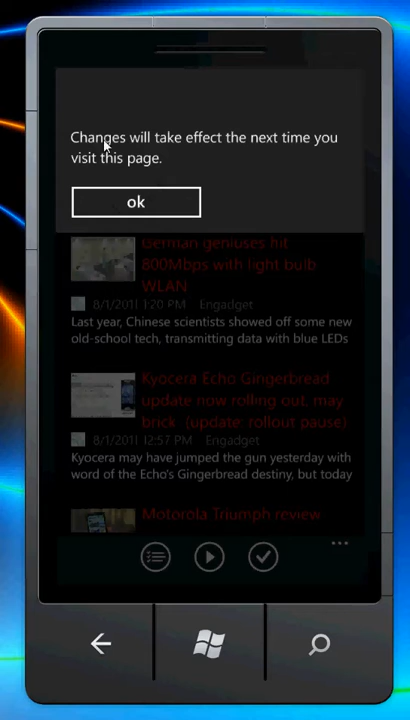 Changes will take effect the next time you
visit this page.
ok
German geniuses hit
800Mbps with light bulb
WLAN
8/1/2011 1:20 PM Engadget
Last year, Chinese scientists showed off some new
old-school tech, transmitting data with blue LEDs
Kyocera Echo Gingerbread
update now rolling out, may
brick (update: rollout pause)
8/1/2011 12:57 PM Engadget
Kyocera may have jumped the gun yesterday with
word of the Echo's Gingerbread destiny, but today
Motorola Triumph review